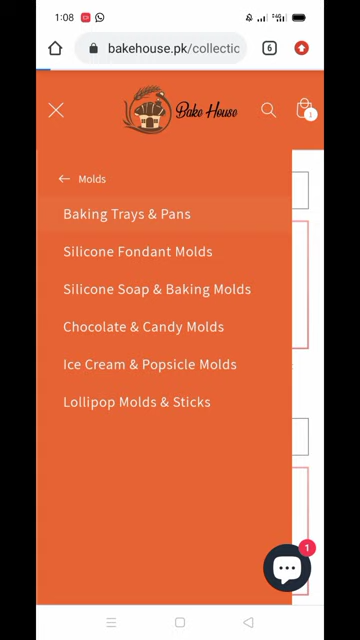 1:08
bakehouse.pk/collectic
6
Bake House
1
Molds
Baking Trays & Pans
Silicone Fondant Molds
Silicone Soap & Baking Molds
Chocolate & Candy Molds
Ice Cream & Popsicle Molds
Lollipop Molds & Sticks
1